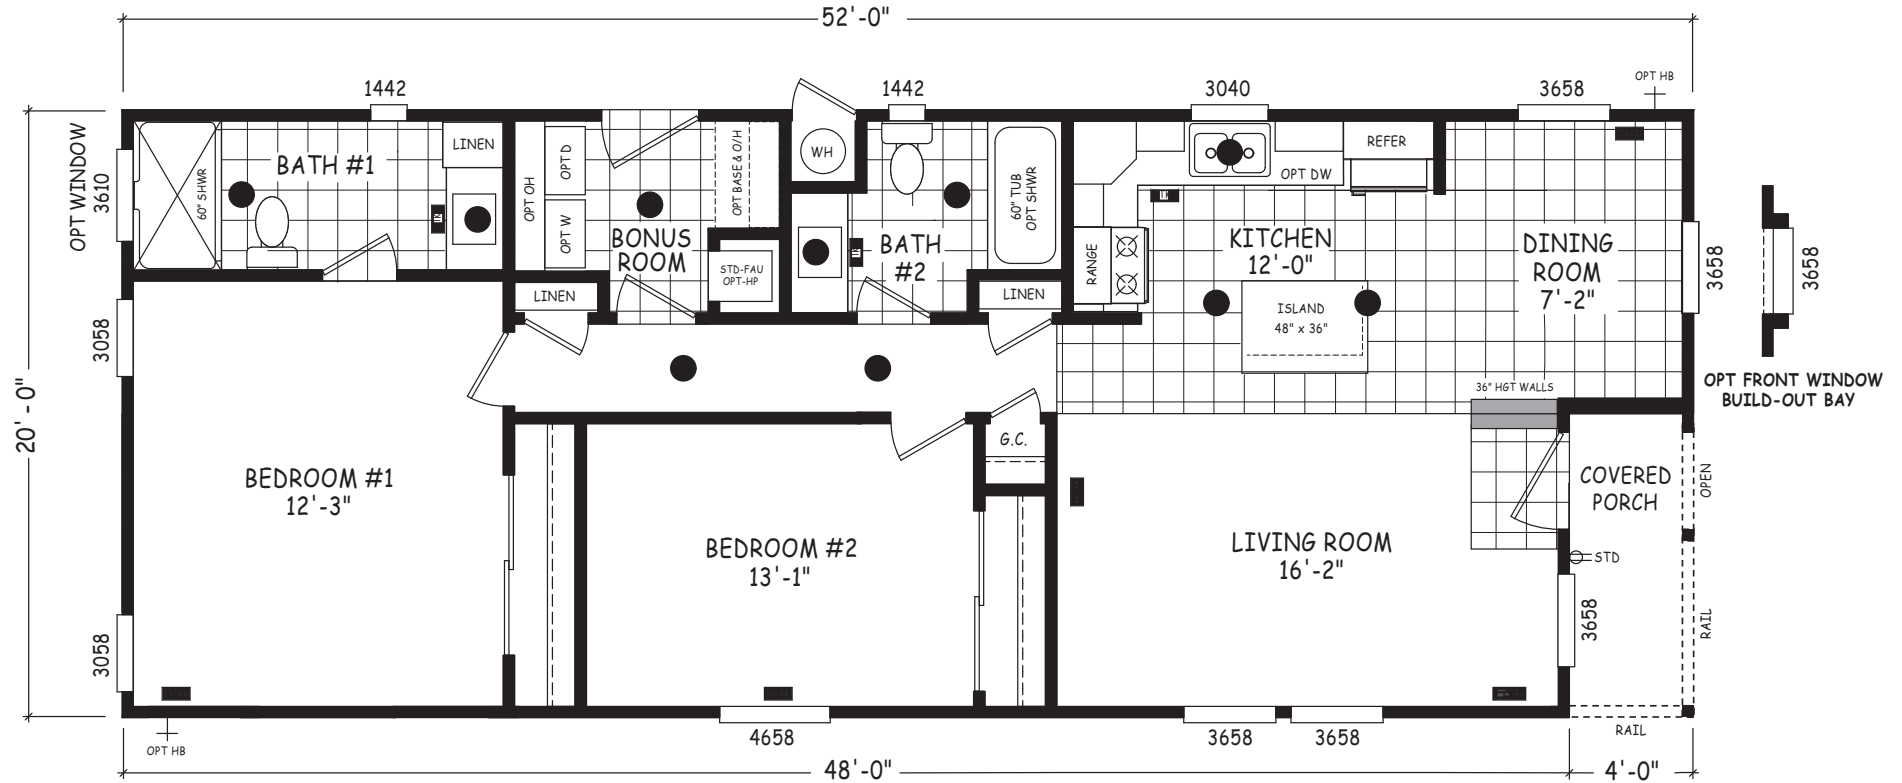 52'-0"
1442
1442
3040
3658
OPT HB
OPT WINDOW
3610
60" SHWR
BATH #1
LINEN
OPT OH
OPT D
OPT W
BONUS
ROOM
OPT BASE & O/H
STD-FAU
OPT-HP
WH
BATH
#2
60" TUB
OPT SHWR
LINEN
LINEN
RANGE
REFER
OPT DW
KITCHEN
12'-0"
ISLAND
48" x 36"
DINING
ROOM
7'-2"
3658
3658
OPT FRONT WINDOW
BUILD-OUT BAY
36" HGT WALLS
3058
20'-0"
G.C.
BEDROOM #1
12'-3"
BEDROOM #2
13'-1"
LIVING ROOM
16'-2"
COVERED
PORCH
OPEN
STD
3658
RAIL
3058
RAIL
OPT HB
4658
3658
3658
48'-0"
4'-0"